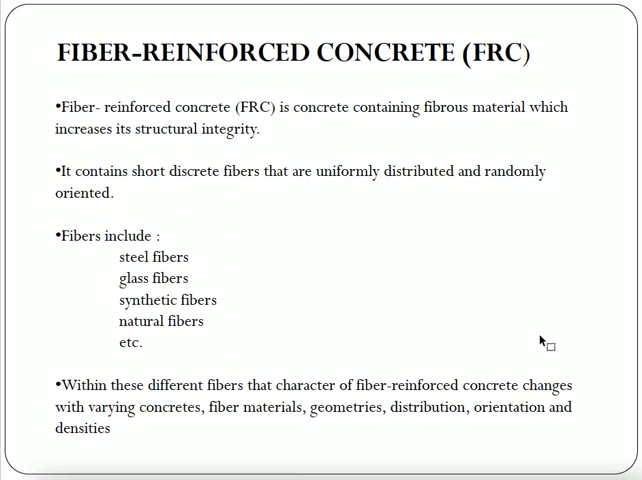 FIBER-REINFORCED CONCRETE (FRC)
•Fiber- reinforced concrete (FRC) is concrete containing fibrous material which
increases its structural integrity.
•It contains short discrete fibers that are uniformly distributed and randomly
oriented.
•Fibers include :
steel fibers
glass fibers
synthetic fibers
natural fibers
etc.
•Within these different fibers that character of fiber-reinforced concrete changes
with varying concretes, fiber materials, geometries, distribution, orientation and
densities